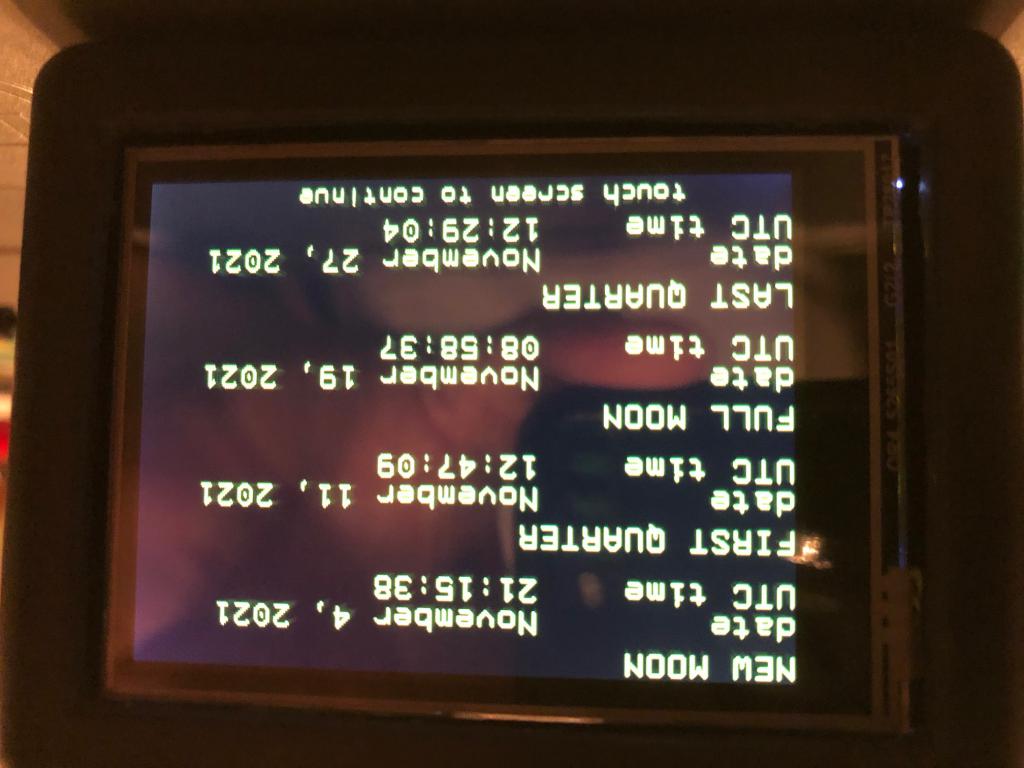 NEW MOON
date November 4, 2021
UTC time 21:15:38
FIRST QUARTER
date November 11, 2021
UTC time 12:47:09
FULL MOON
date November 19, 2021
UTC time 08:58:37
LAST QUARTER
date November 27, 2021
UTC time 12:29:04
touch screen to continue